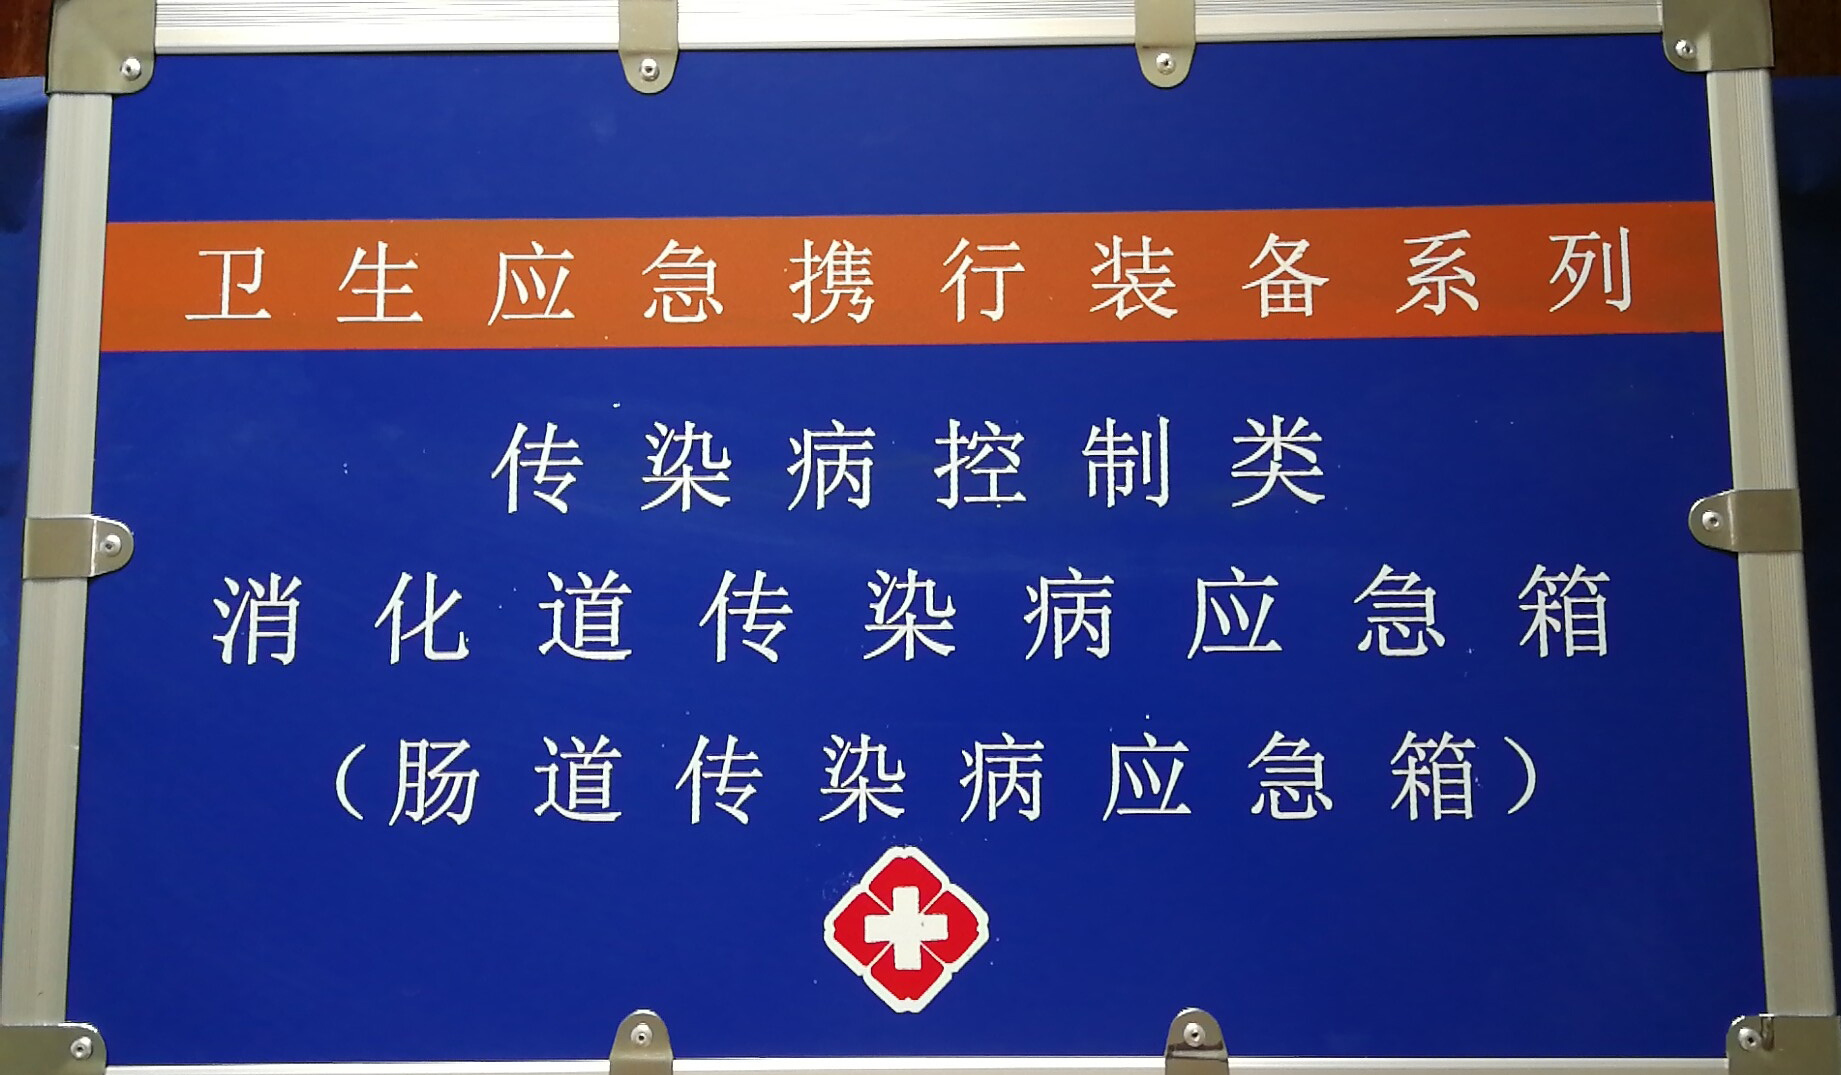 卫生应急携行装备系列
传染病控制类
消化道传染病应急箱
（肠道传染病应急箱）